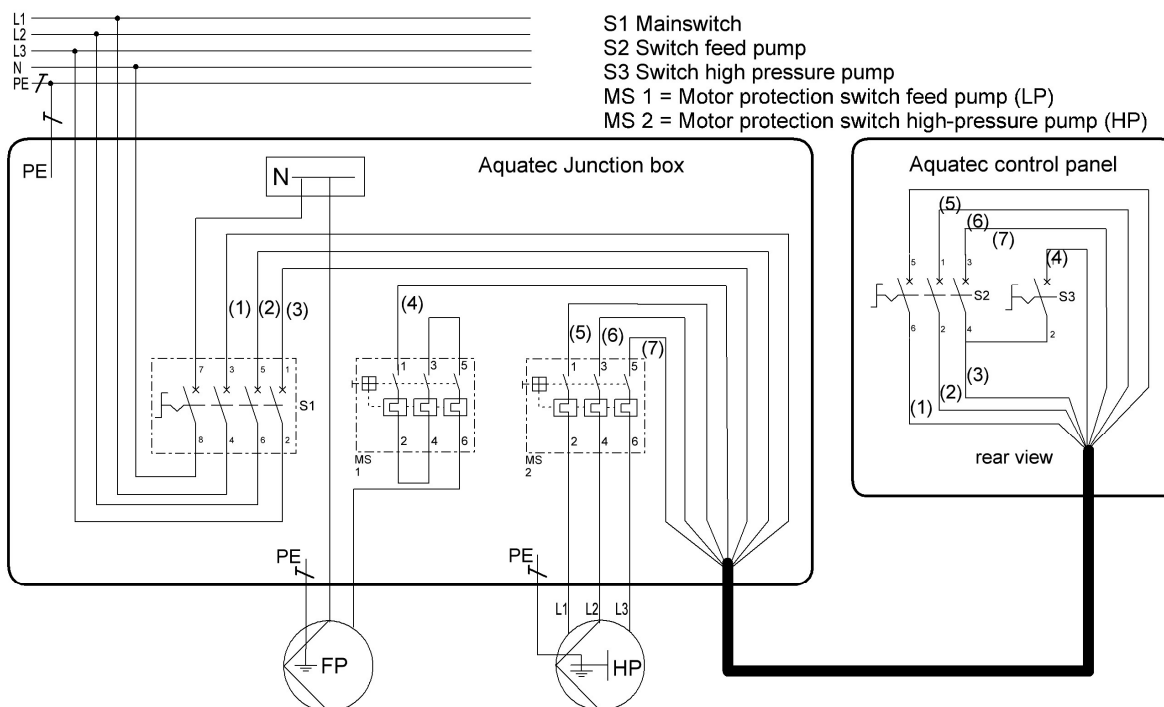 L1
L2
L3
N
PE
S1 Mainswitch
S2 Switch feed pump
S3 Switch high pressure pump
MS 1 = Motor protection switch feed pump (LP)
MS 2 = Motor protection switch high-pressure pump (HP)
PE
N
Aquatec Junction box
Aquatec control panel
(5)
(6)
(7)
(4)
5 1 3
S2
S3
6 2 4 2
(3)
(2)
(1)
rear view
(1) (2) (3)
(4)
(5) (6) (7)
7 3 5 1
S1
8 4 6 2
1 3 5
2 4 6
MS
1
1 3 5
2 4 6
MS
2
PE
PE
L1 L2 L3
FP
HP